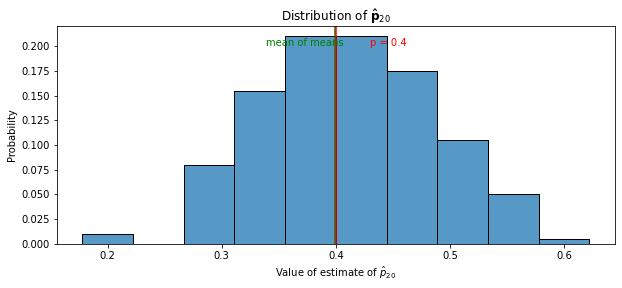 Distribution of p̂₂₀
mean of means
p = 0.4
Probability
0.200
0.175
0.150
0.125
0.100
0.075
0.050
0.025
0.000
0.2 0.3 0.4 0.5 0.6
Value of estimate of p̂₂₀